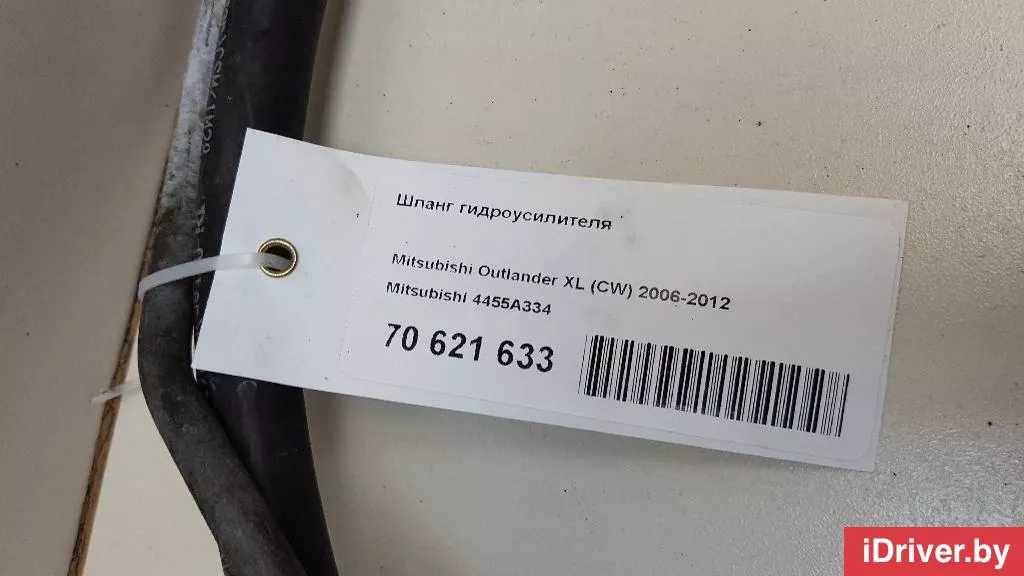 Шланг гидроусилителя
Mitsubishi Outlander XL (CW) 2006-2012
Mitsubishi 4455A334
70 621 633
iDriver.by